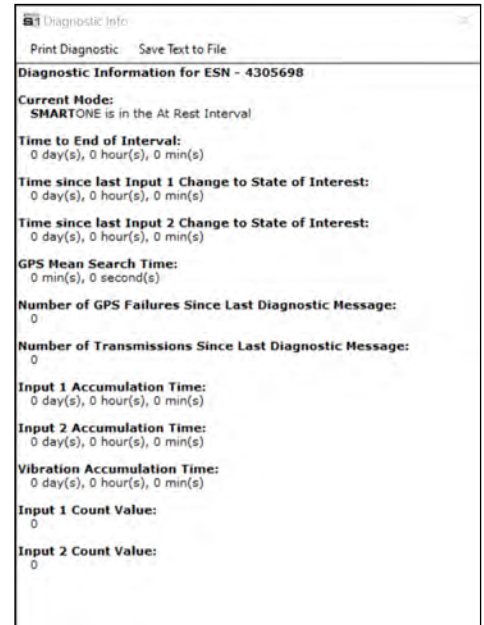 S1 Diagnostic Info
Print Diagnostic Save Text to File
Diagnostic Information for ESN - 4305698
Current Mode:
SMARTONE is in the At Rest Interval
Time to End of Interval:
0 day(s), 0 hour(s), 0 min(s)
Time since last Input 1 Change to State of Interest:
0 day(s), 0 hour(s), 0 min(s)
Time since last Input 2 Change to State of Interest:
0 day(s), 0 hour(s), 0 min(s)
GPS Mean Search Time:
0 min(s), 0 second(s)
Number of GPS Failures Since Last Diagnostic Message:
0
Number of Transmissions Since Last Diagnostic Message:
0
Input 1 Accumulation Time:
0 day(s), 0 hour(s), 0 min(s)
Input 2 Accumulation Time:
0 day(s), 0 hour(s), 0 min(s)
Vibration Accumulation Time:
0 day(s), 0 hour(s), 0 min(s)
Input 1 Count Value:
0
Input 2 Count Value:
0